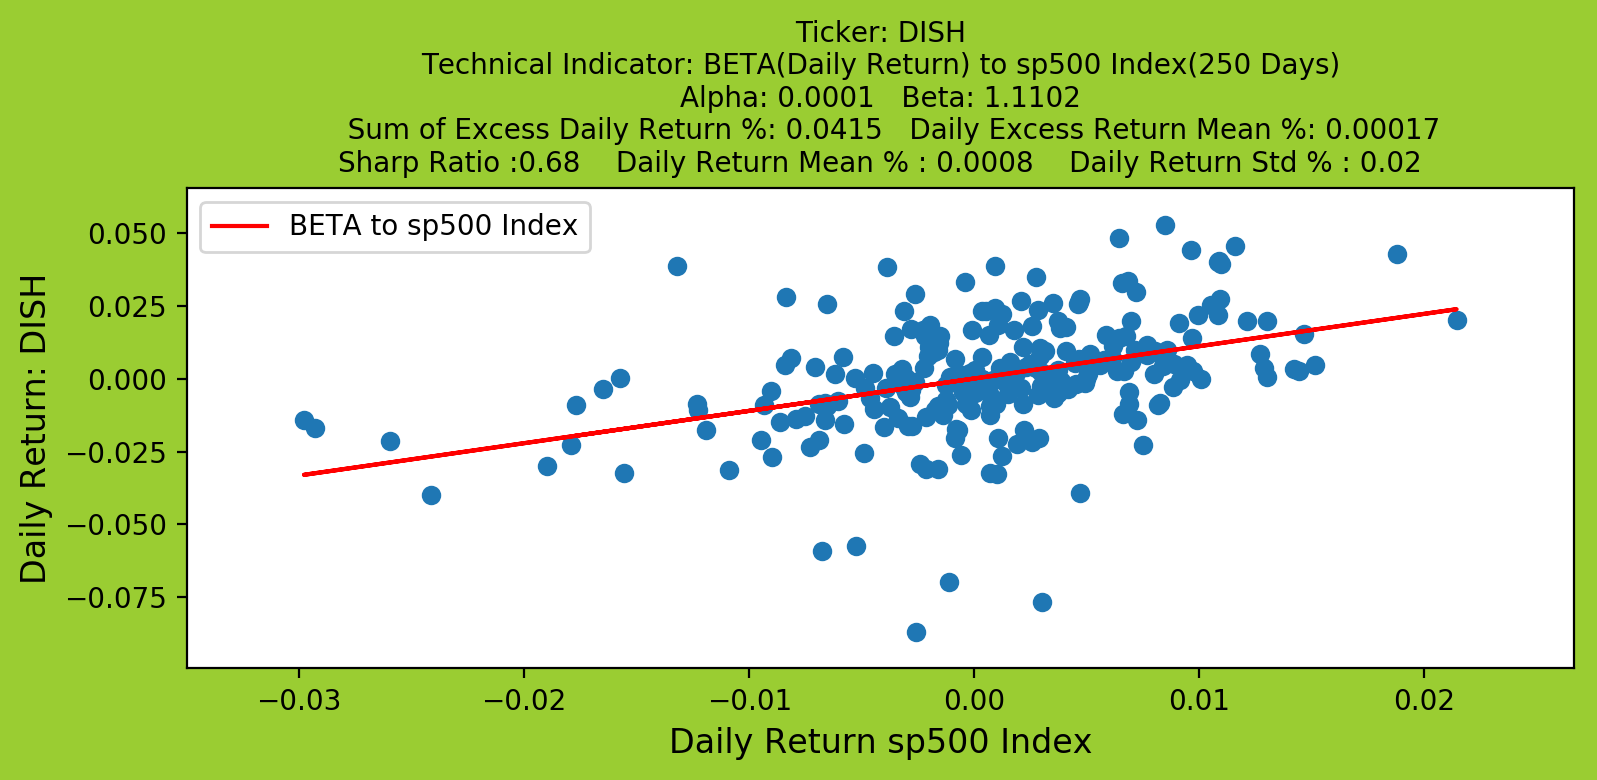 Ticker: DISH
Technical Indicator: BETA(Daily Return) to sp500 Index(250 Days)
Alpha: 0.0001   Beta: 1.1102
Sum of Excess Daily Return %: 0.0415   Daily Excess Return Mean %: 0.00017
Sharp Ratio :0.68    Daily Return Mean % : 0.0008    Daily Return Std % : 0.02
BETA to sp500 Index
Daily Return: DISH
0.050
0.025
0.000
−0.025
−0.050
−0.075
−0.03 −0.02 −0.01 0.00 0.01 0.02
Daily Return sp500 Index